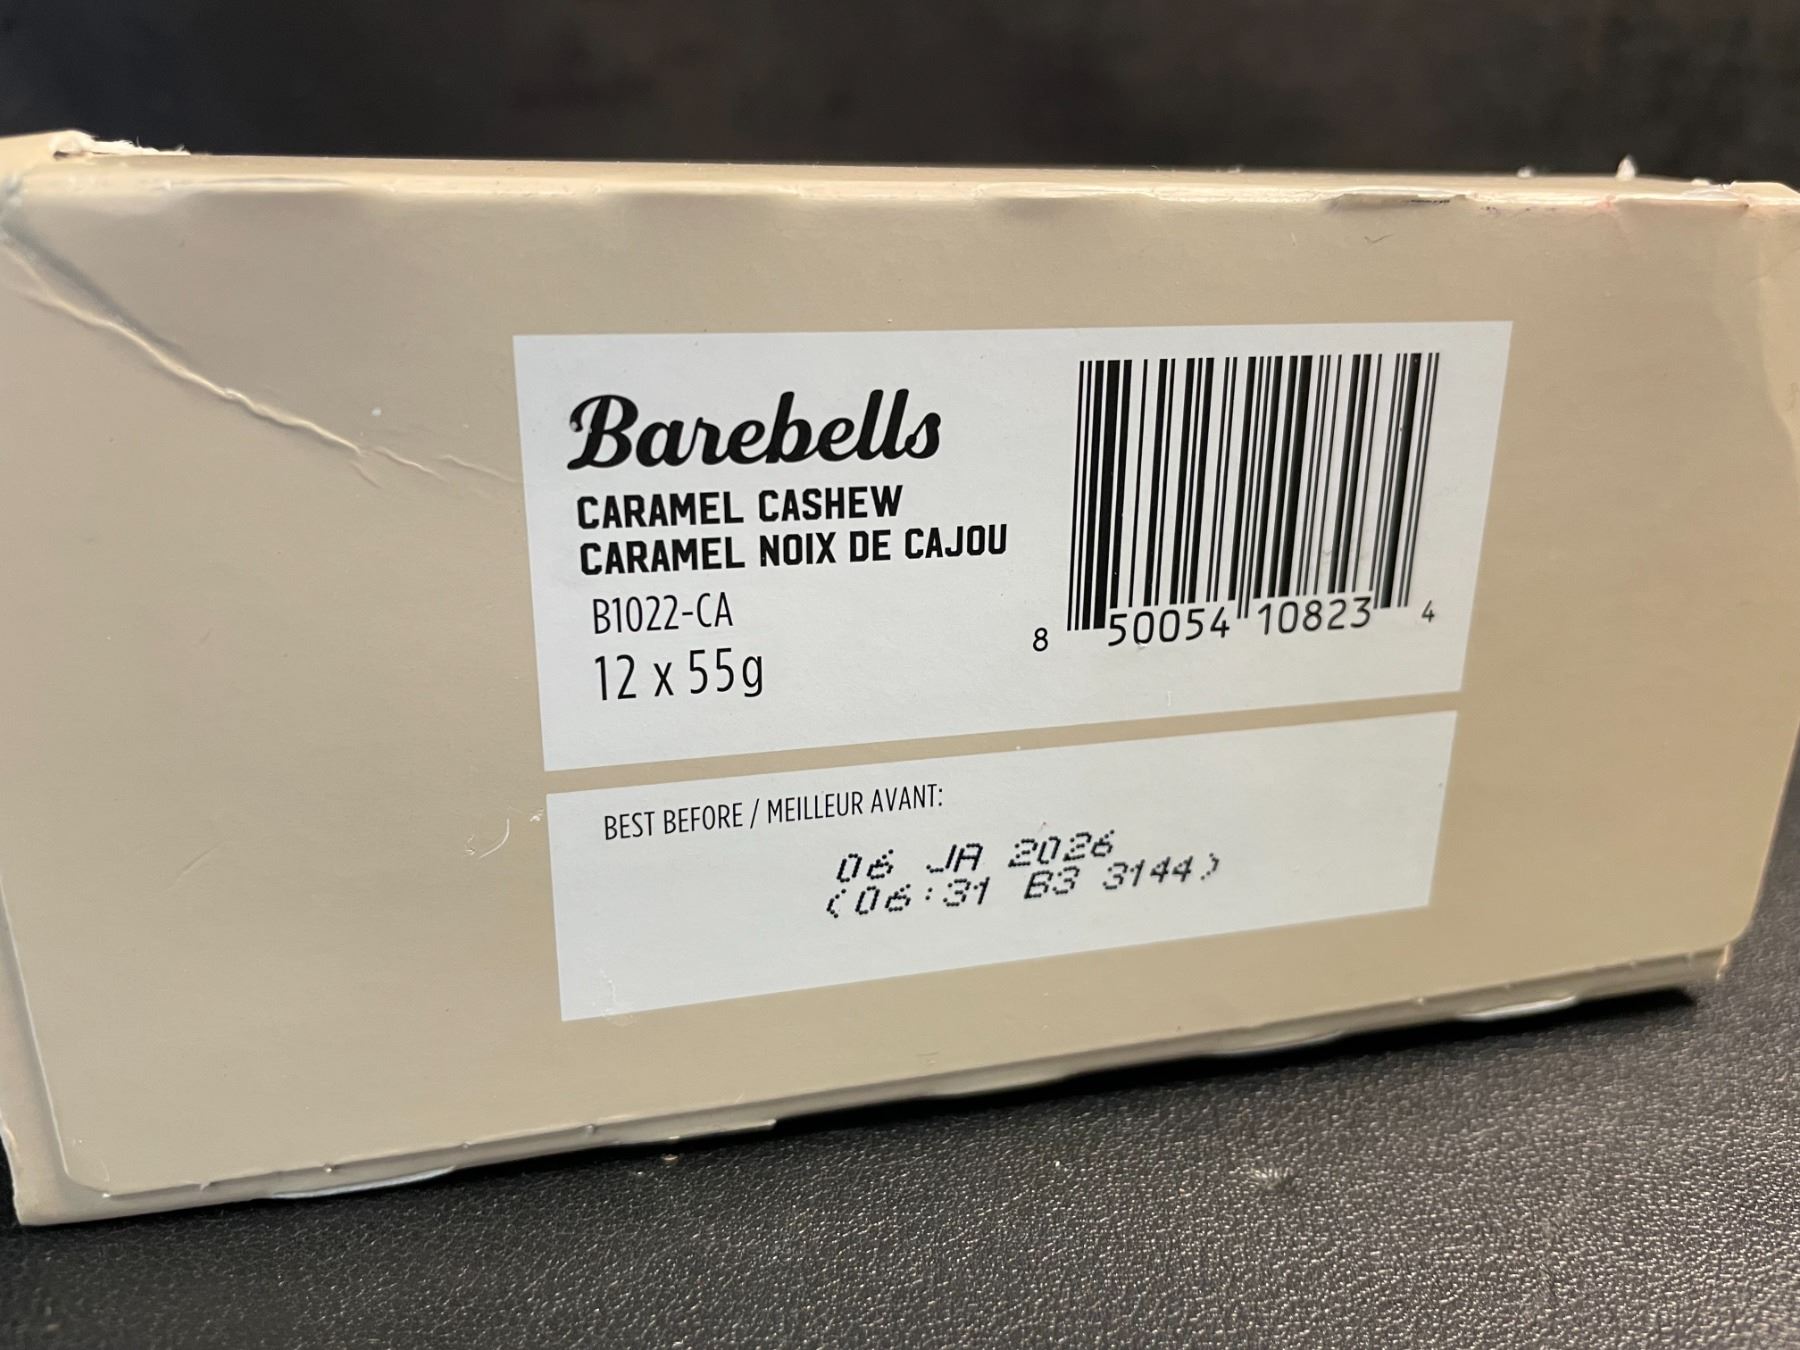 Barebells
CARAMEL CASHEW
CARAMEL NOIX DE CAJOU
B1022-CA
12 x 55g
8 50054 10823 4
BEST BEFORE / MEILLEUR AVANT:
06 JA 2026
(06:31 B3 3144)